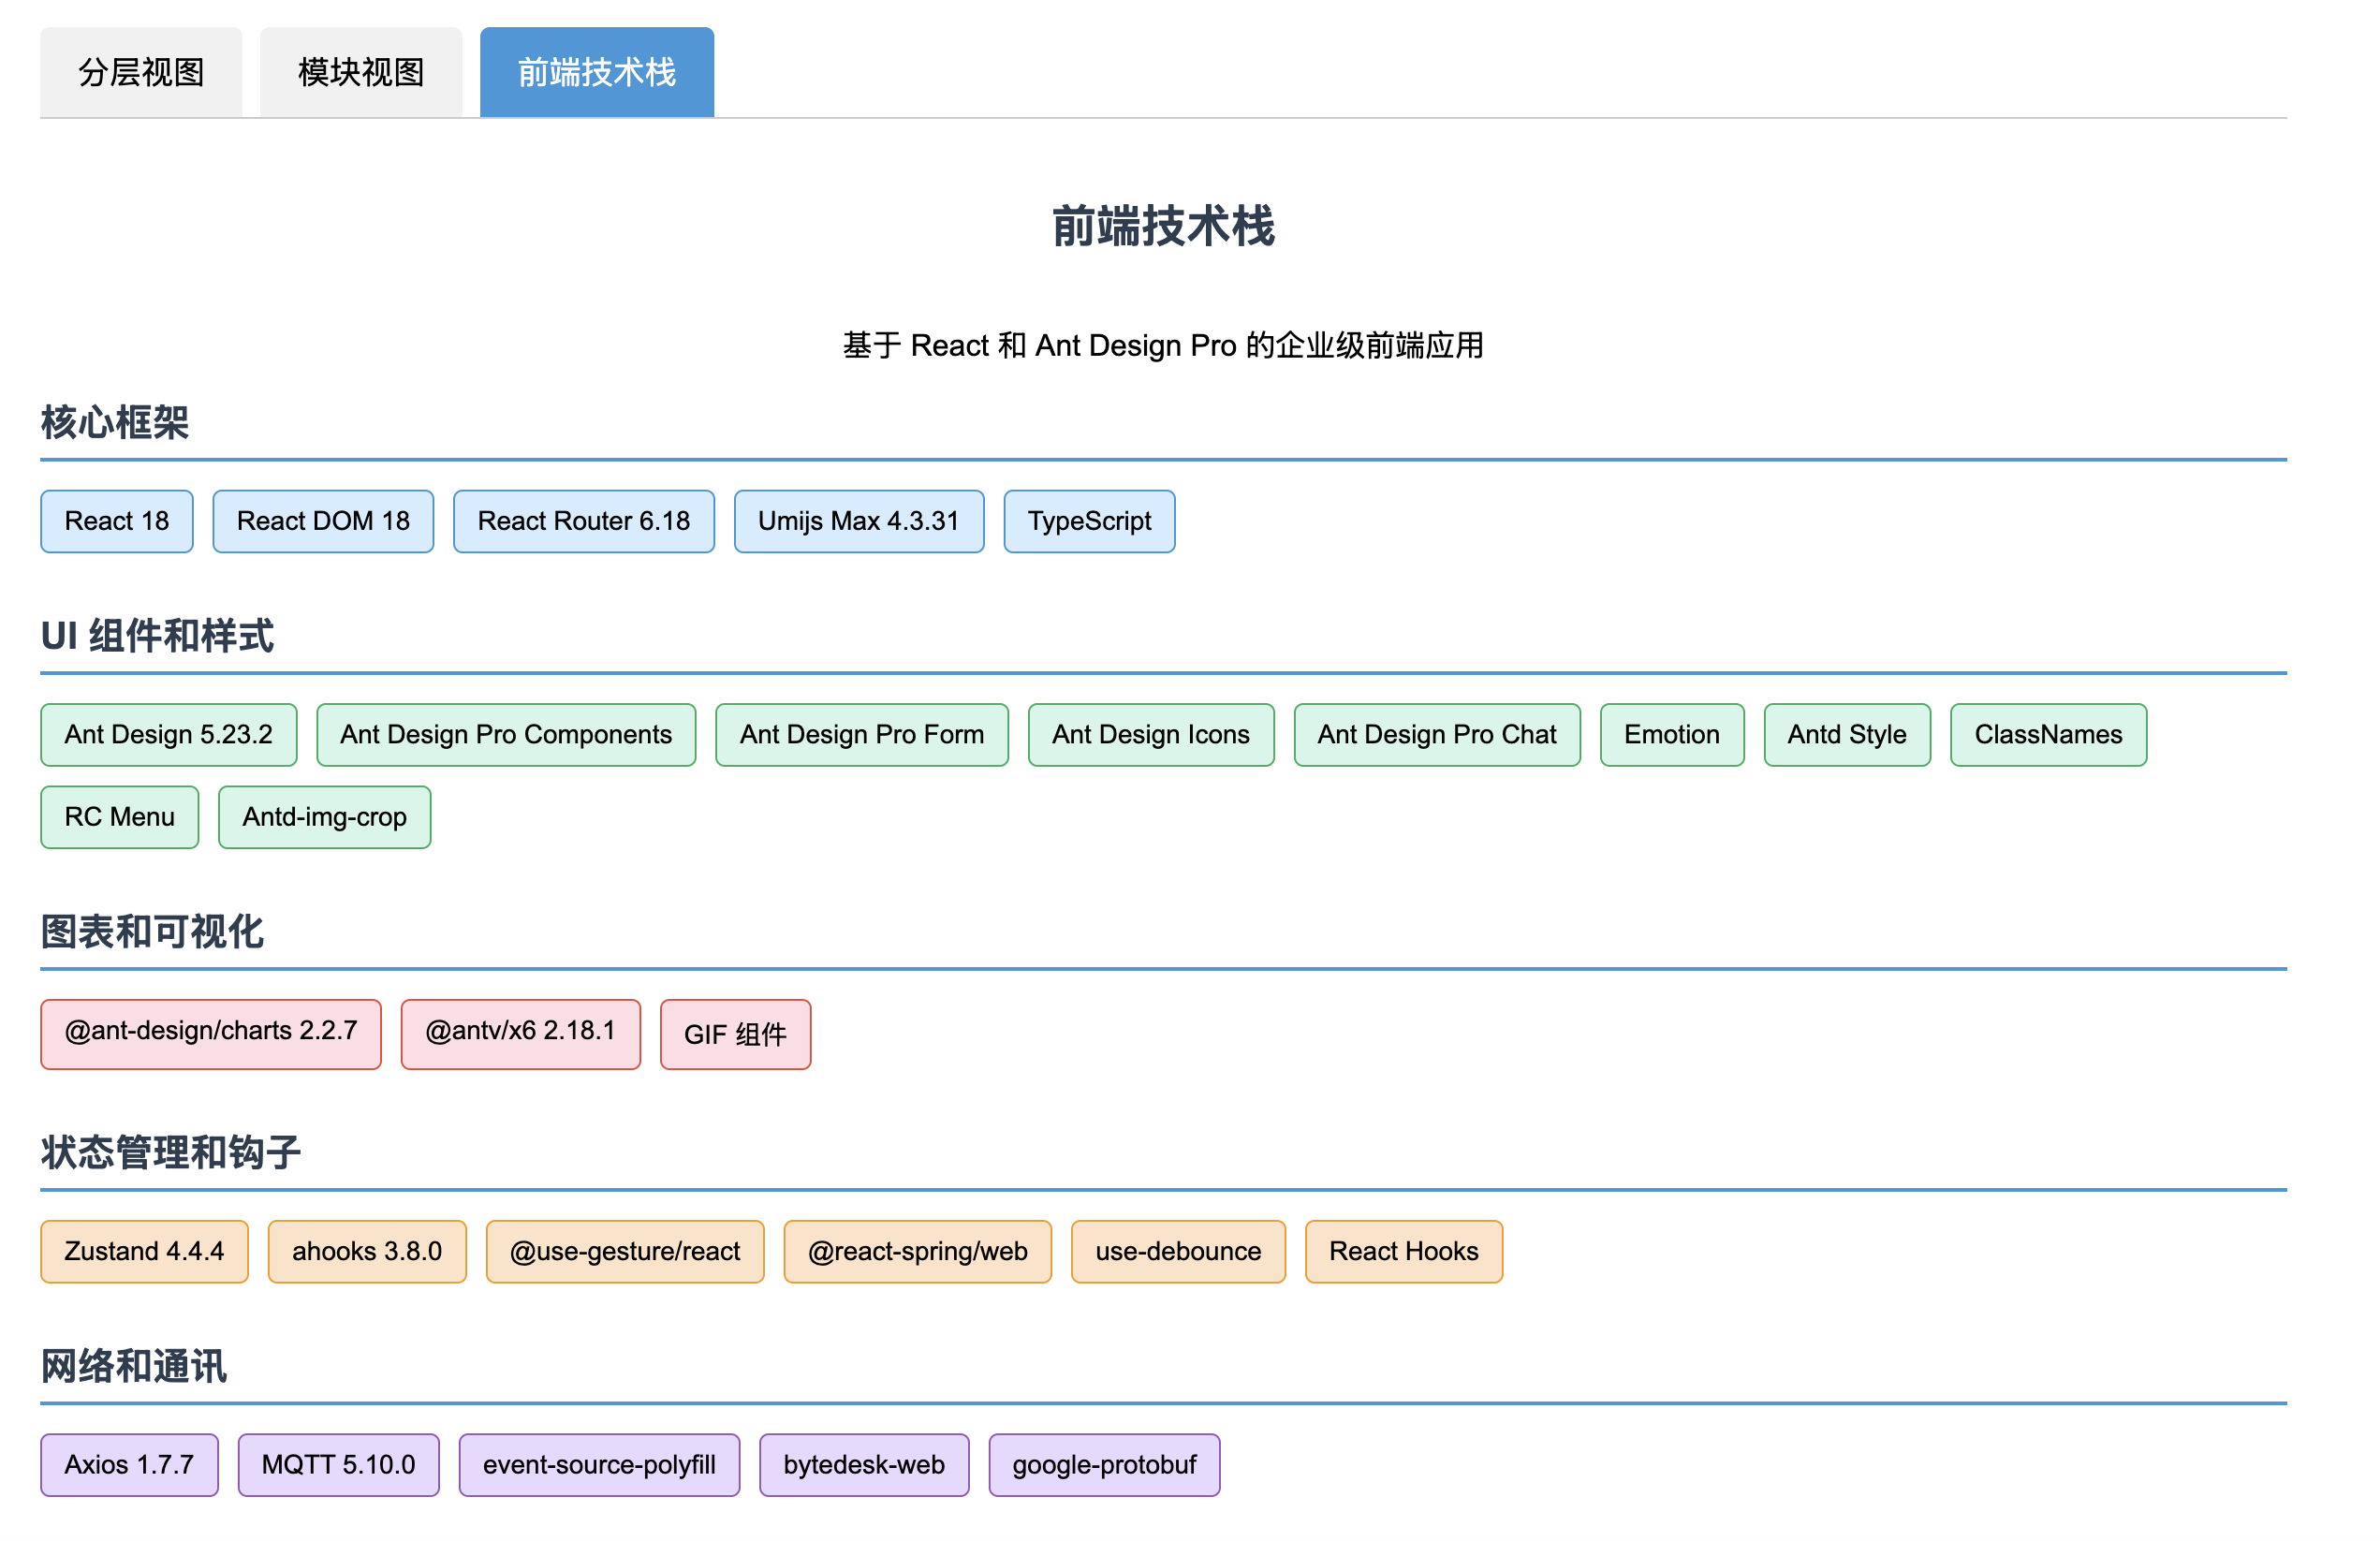 分层视图 模块视图 前端技术栈
前端技术栈
基于 React 和 Ant Design Pro 的企业级前端应用
核心框架
React 18 React DOM 18 React Router 6.18 Umijs Max 4.3.31 TypeScript
UI 组件和样式
Ant Design 5.23.2 Ant Design Pro Components Ant Design Pro Form Ant Design Icons Ant Design Pro Chat Emotion Antd Style ClassNames
RC Menu Antd-img-crop
图表和可视化
@ant-design/charts 2.2.7 @antv/x6 2.18.1 GIF 组件
状态管理和钩子
Zustand 4.4.4 ahooks 3.8.0 @use-gesture/react @react-spring/web use-debounce React Hooks
网络和通讯
Axios 1.7.7 MQTT 5.10.0 event-source-polyfill bytedesk-web google-protobuf